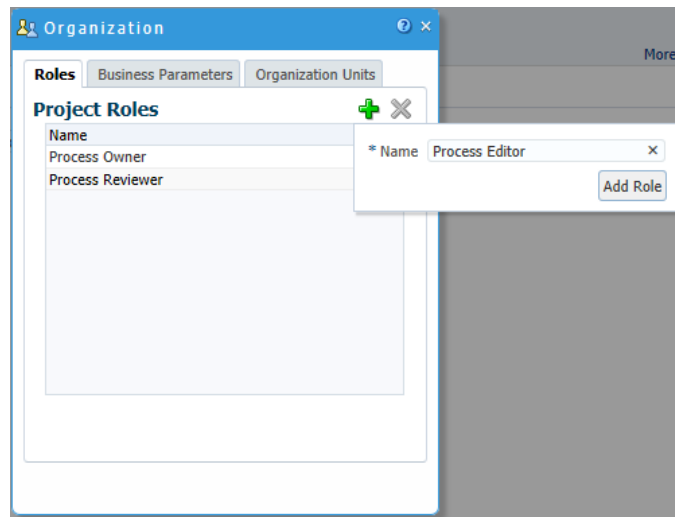 Organization
More
Roles Business Parameters Organization Units
Project Roles
Name
Process Owner
Process Reviewer
* Name Process Editor
Add Role